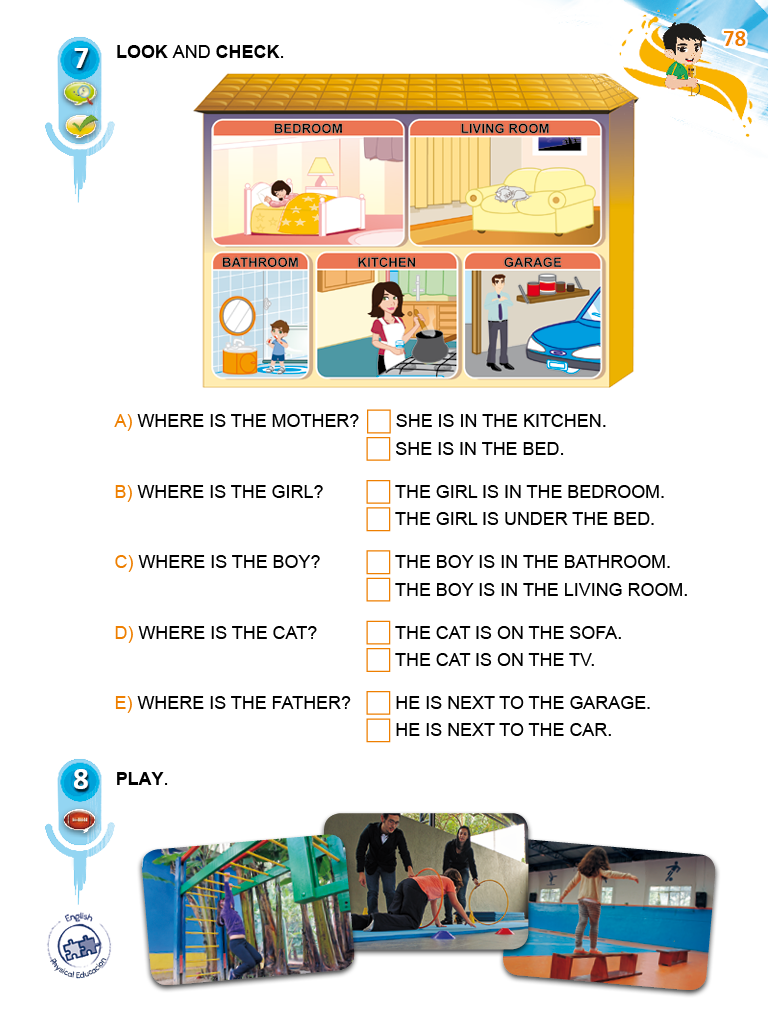 78
7 LOOK AND CHECK.
BEDROOM
LIVING ROOM
BATHROOM
KITCHEN
GARAGE
A) WHERE IS THE MOTHER? SHE IS IN THE KITCHEN.
SHE IS IN THE BED.
B) WHERE IS THE GIRL? THE GIRL IS IN THE BEDROOM.
THE GIRL IS UNDER THE BED.
C) WHERE IS THE BOY? THE BOY IS IN THE BATHROOM.
THE BOY IS IN THE LIVING ROOM.
D) WHERE IS THE CAT? THE CAT IS ON THE SOFA.
THE CAT IS ON THE TV.
E) WHERE IS THE FATHER? HE IS NEXT TO THE GARAGE.
HE IS NEXT TO THE CAR.
8 PLAY.
English
Physical Education